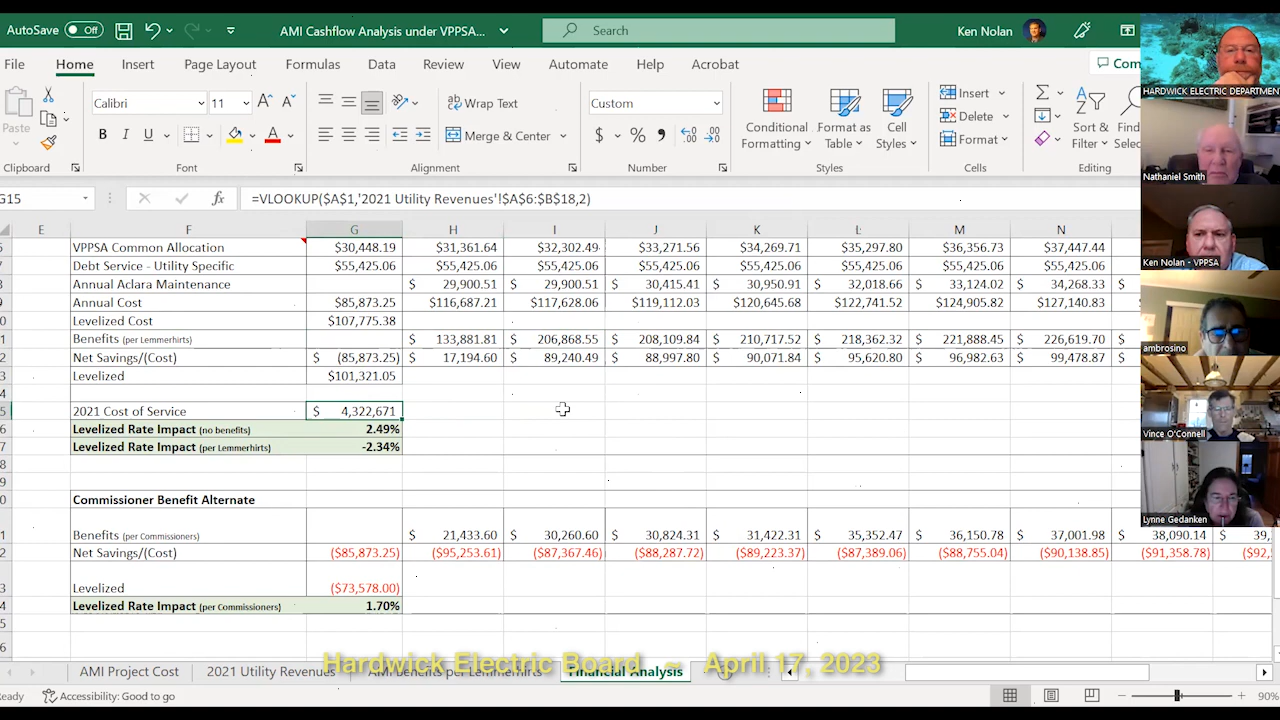 AutoSave Off AMI Cashflow Analysis under VPPSA... Search Ken Nolan
File Home Insert Page Layout Formulas Data Review View Automate Help Acrobat Com
Paste Calibri 11 Wrap Text Custom Insert
B I U Merge & Center $ % Conditional Formatting Format as Table Cell Styles Delete Format Sort & Filter Find Selec
Clipboard Font Alignment Number Styles Cells Editing
G15 =VLOOKUP($A$1,'2021 Utility Revenues'!$A$6:$B$18,2)
E F G H I J K L M N
VPPSA Common Allocation $30,448.19 $31,361.64 $32,302.49 $33,271.56 $34,269.71 $35,297.80 $36,356.73 $37,447.44
Debt Service - Utility Specific $55,425.06 $55,425.06 $55,425.06 $55,425.06 $55,425.06 $55,425.06 $55,425.06 $55,425.06
Annual Aclara Maintenance $ 29,900.51 $ 29,900.51 $ 30,415.41 $ 30,950.91 $ 32,018.66 $ 33,124.02 $ 34,268.33 $
Annual Cost $85,873.25 $116,687.21 $117,628.06 $119,112.03 $120,645.68 $122,741.52 $124,905.82 $127,140.83
Levelized Cost $107,775.38
Benefits (per Lemmerhirts) $ 133,881.81 $ 206,868.55 $ 208,109.84 $ 210,717.52 $ 218,362.32 $ 221,888.45 $ 226,619.70 $
Net Savings/(Cost) $ (85,873.25) $ $ 89,240.49 $ 88,997.80 $ 90,071.84 $ 95,620.80 $ 96,982.63 $ 99,478.87 $
Levelized $101,321.05
2021 Cost of Service $ 4,322,671
Levelized Rate Impact (no benefits) 2.49%
Levelized Rate Impact (per Lemmerhirts) -2.34%
Commissioner Benefit Alternate
Benefits (per Commissioners) $ 21,433.60 $ 30,260.60 $ 30,824.31 $ 31,422.31 $ 35,352.47 $ 36,150.78 $ 37,001.98 $ 38,090.14 $ 39,
Net Savings/(Cost) ($85,873.25) ($95,253.61) ($87,367.46) ($88,287.72) ($89,223.37) ($87,389.06) ($88,755.04) ($90,138.85) ($91,358.78) ($92,
Levelized ($73,578.00)
Levelized Rate Impact (per Commissioners) 1.70%
AMI Project Cost 2021 Utility Revenues AMI Benefits per Lemmerhirts Financial Analysis
Hardwick Electric Board ~ April 17, 2023
Ready Accessibility: Good to go 90%
HARDWICK ELECTRIC DEPARTMENT
Nathaniel Smith
Ken Nolan - VPPSA
ambrosino
Vince O'Connell
Lynne Gedanken